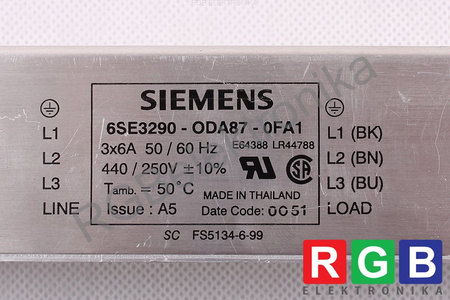 SIEMENS
6SE3290 - ODA87 - 0FA1
3x6A 50 / 60 Hz E64388 LR44788
440 / 250V ±10%
Tamb. = 50°C MADE IN THAILAND
Issue : A5 Date Code: 0051
L1
L2
L3
LINE
L1 (BK)
L2 (BN)
L3 (BU)
LOAD
SC FS5134-6-99
RGB
ELEKTRONIKA